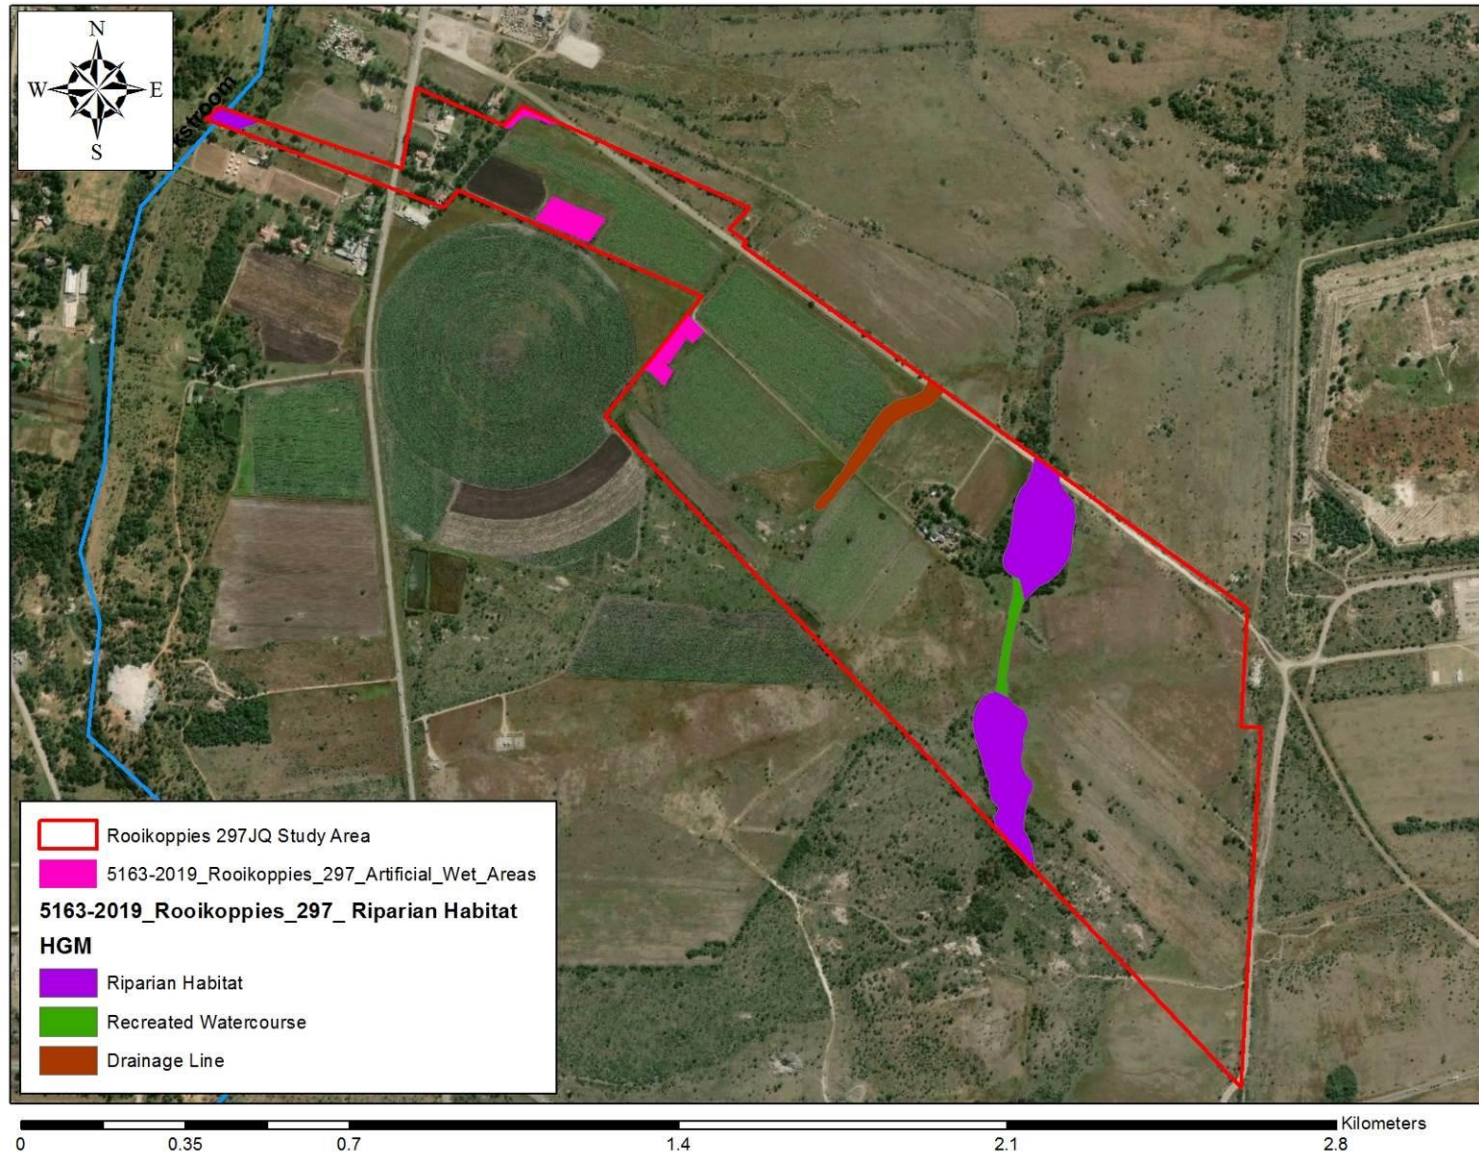 N
W E
S
Rooikoppies 297JQ Study Area
5163-2019_Rooikoppies_297_Artificial_Wet_Areas
5163-2019_Rooikoppies_297_ Riparian Habitat
HGM
Riparian Habitat
Recreated Watercourse
Drainage Line
Kilometers
0 0.35 0.7 1.4 2.1 2.8